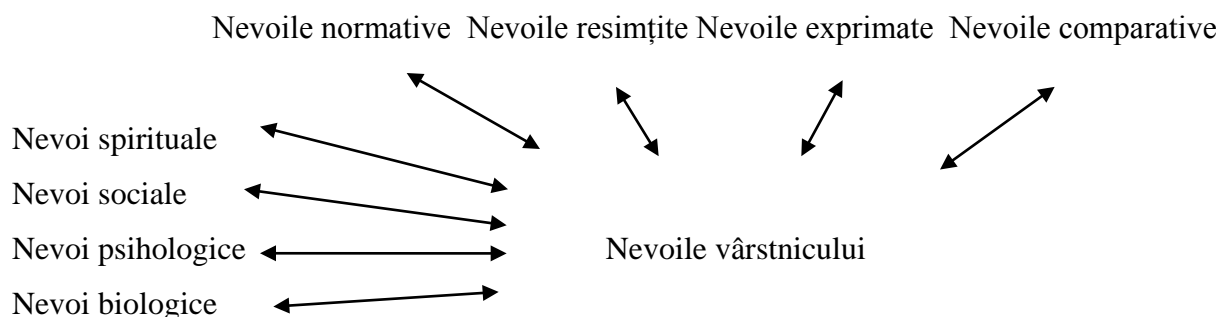 Nevoile normative Nevoile resimțite Nevoile exprimate Nevoile comparative
Nevoi spirituale
Nevoi sociale
Nevoi psihologice Nevoile vârstnicului
Nevoi biologice